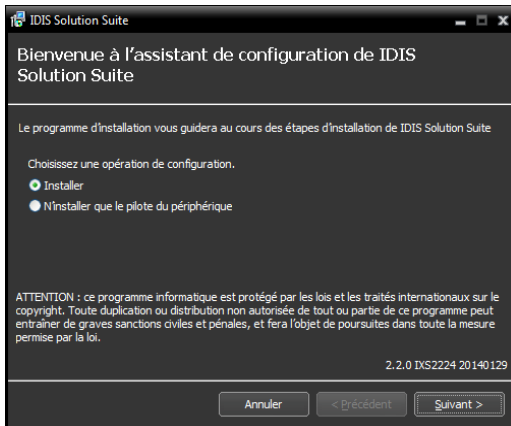 IDIS Solution Suite
Bienvenue à l'assistant de configuration de IDIS
Solution Suite
Le programme d'installation vous guidera au cours des étapes d'installation de IDIS Solution Suite
Choisissez une opération de configuration.
Installer
N'installer que le pilote du périphérique
ATTENTION : ce programme informatique est protégé par les lois et les traités internationaux sur le
copyright. Toute duplication ou distribution non autorisée de tout ou partie de ce programme peut
entraîner de graves sanctions civiles et pénales, et fera l'objet de poursuites dans toute la mesure
permise par la loi.
2.2.0 IXS2224 20140129
Annuler
< Précédent
Suivant >